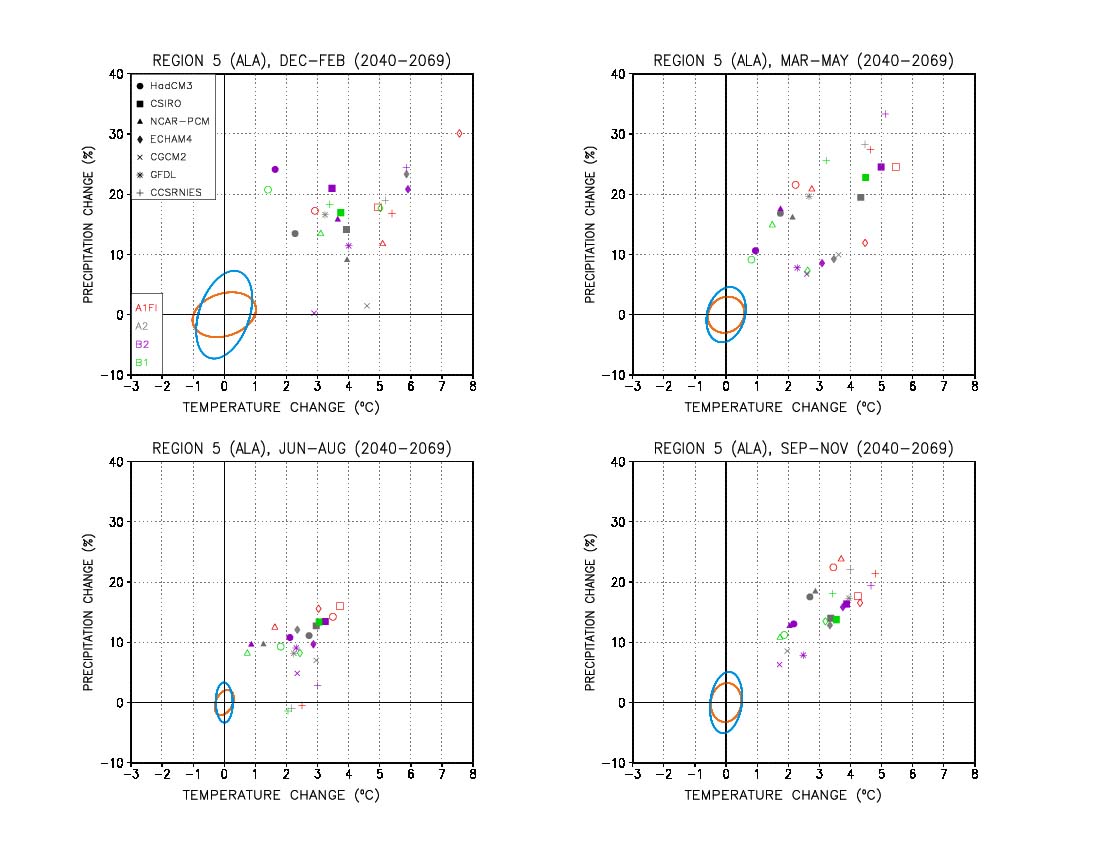 REGION 5 (ALA), DEC-FEB (2040-2069)
PRECIPITATION CHANGE (%)
40
30
20
10
0
-10
HadCM3
CSIRO
NCAR-PCM
ECHAM4
CGCM2
GFDL
CCSRNIES
A1FI
A2
B2
B1
-3 -2 -1 0 1 2 3 4 5 6 7 8
TEMPERATURE CHANGE (ºC)
REGION 5 (ALA), MAR-MAY (2040-2069)
PRECIPITATION CHANGE (%)
40
30
20
10
0
-10
-3 -2 -1 0 1 2 3 4 5 6 7 8
TEMPERATURE CHANGE (ºC)
REGION 5 (ALA), JUN-AUG (2040-2069)
PRECIPITATION CHANGE (%)
40
30
20
10
0
-10
-3 -2 -1 0 1 2 3 4 5 6 7 8
TEMPERATURE CHANGE (ºC)
REGION 5 (ALA), SEP-NOV (2040-2069)
PRECIPITATION CHANGE (%)
40
30
20
10
0
-10
-3 -2 -1 0 1 2 3 4 5 6 7 8
TEMPERATURE CHANGE (ºC)